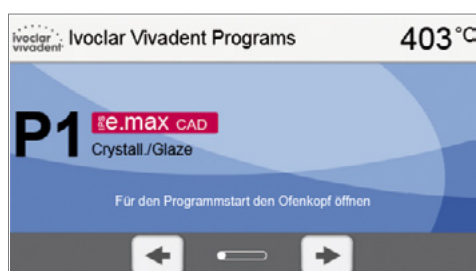 ivoclar
vivadent
Ivoclar Vivadent Programs
403°C
P1
IPS e.max CAD
Crystall./Glaze
Für den Programmstart den Ofenkopf öffnen